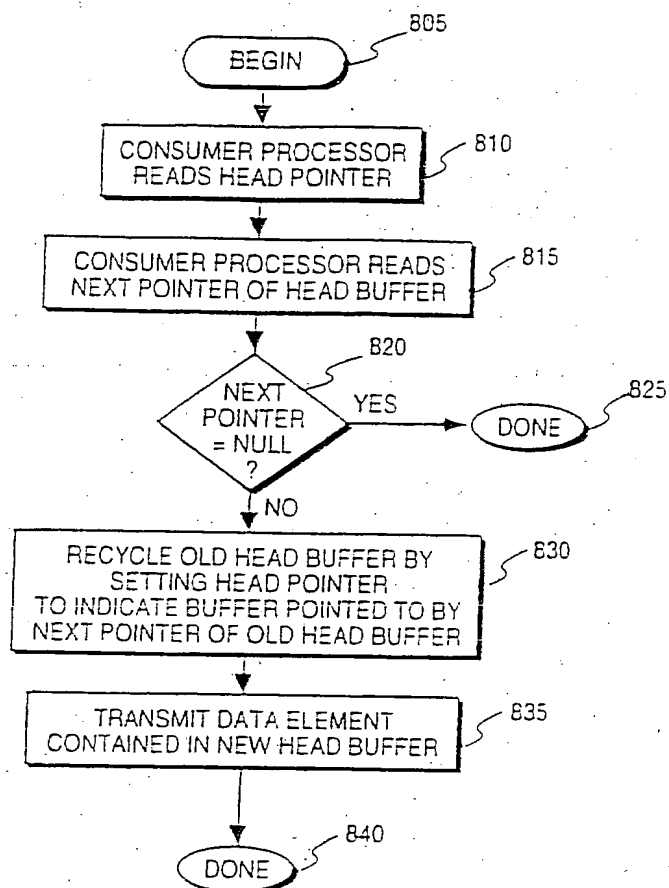 805
BEGIN
CONSUMER PROCESSOR
READS HEAD POINTER
810
CONSUMER PROCESSOR READS
NEXT POINTER OF HEAD BUFFER
815
820
NEXT
POINTER
= NULL
?
YES
DONE
825
NO
RECYCLE OLD HEAD BUFFER BY
SETTING HEAD POINTER
TO INDICATE BUFFER POINTED TO BY
NEXT POINTER OF OLD HEAD BUFFER
830
TRANSMIT DATA ELEMENT
CONTAINED IN NEW HEAD BUFFER
835
DONE
840